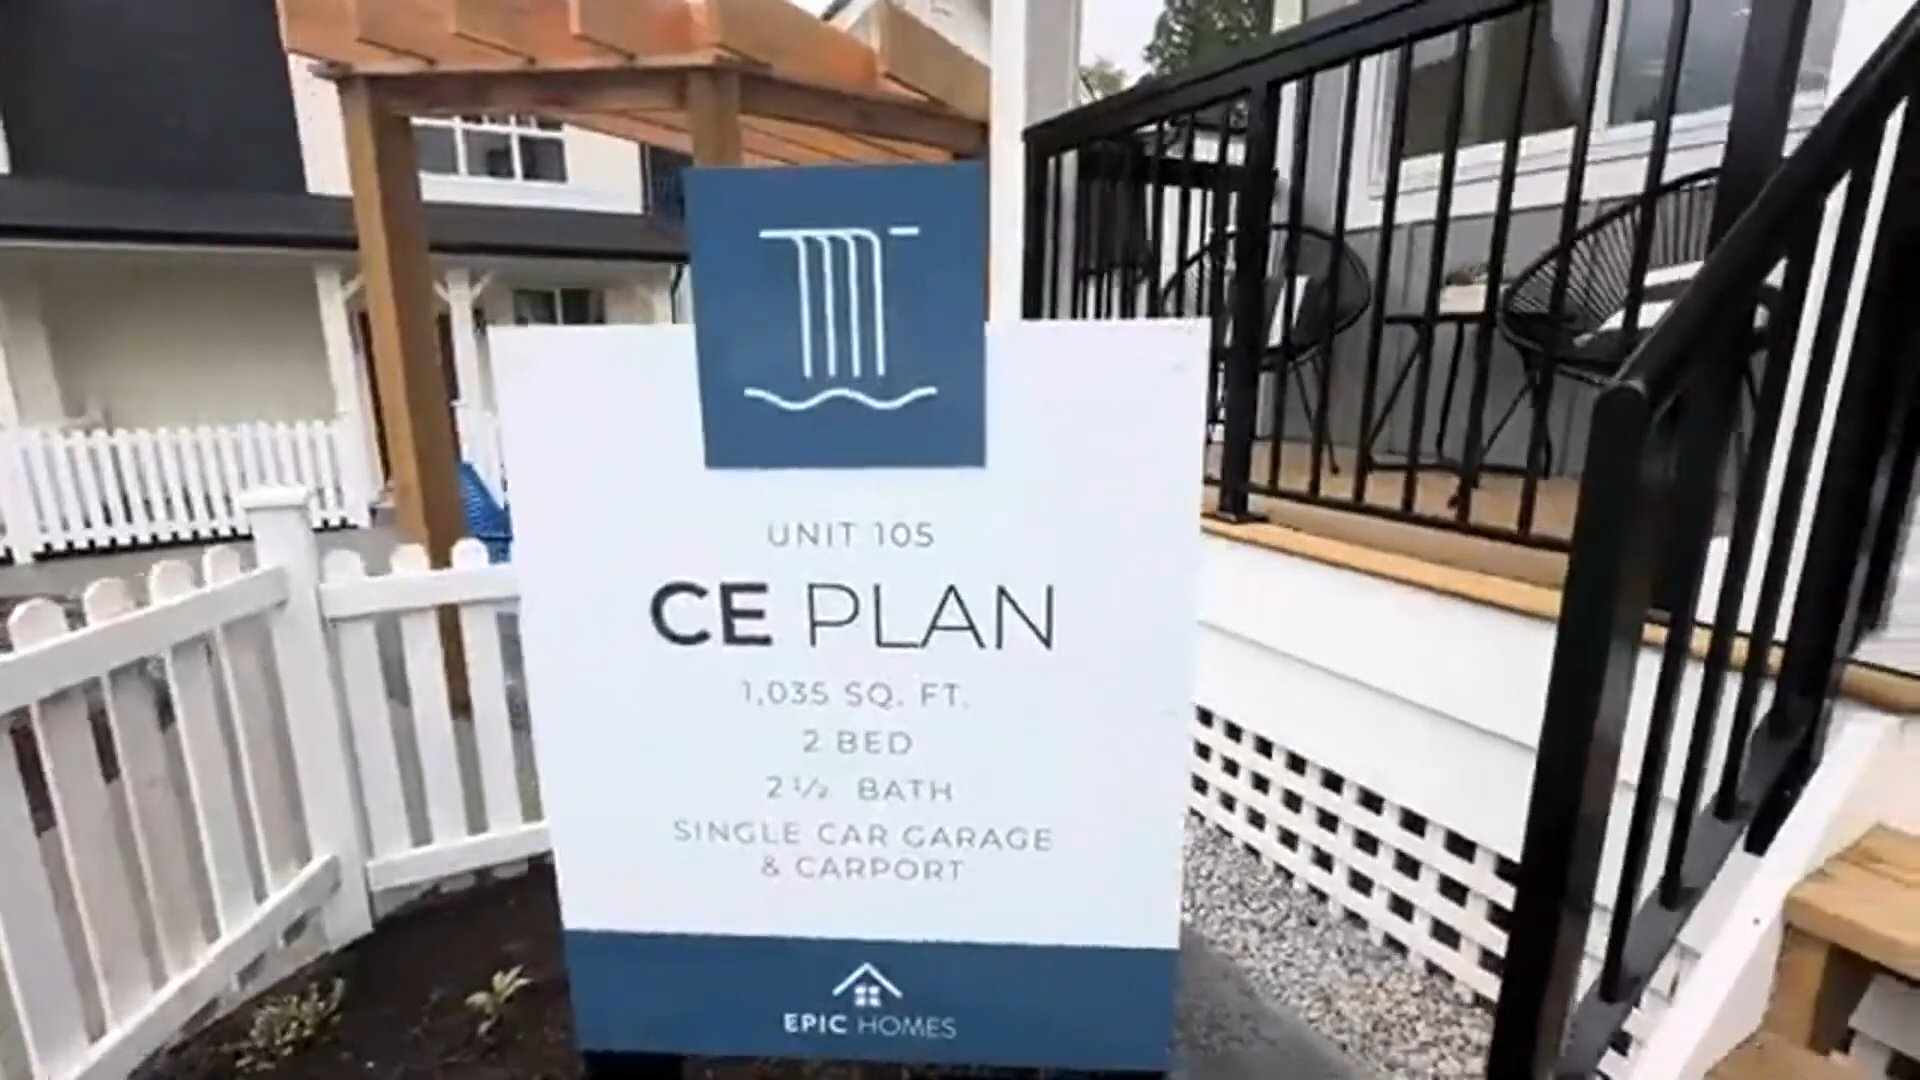 UNIT 105
CE PLAN
1,035 SQ. FT.
2 BED
2 ½ BATH
SINGLE CAR GARAGE
& CARPORT
EPIC HOMES